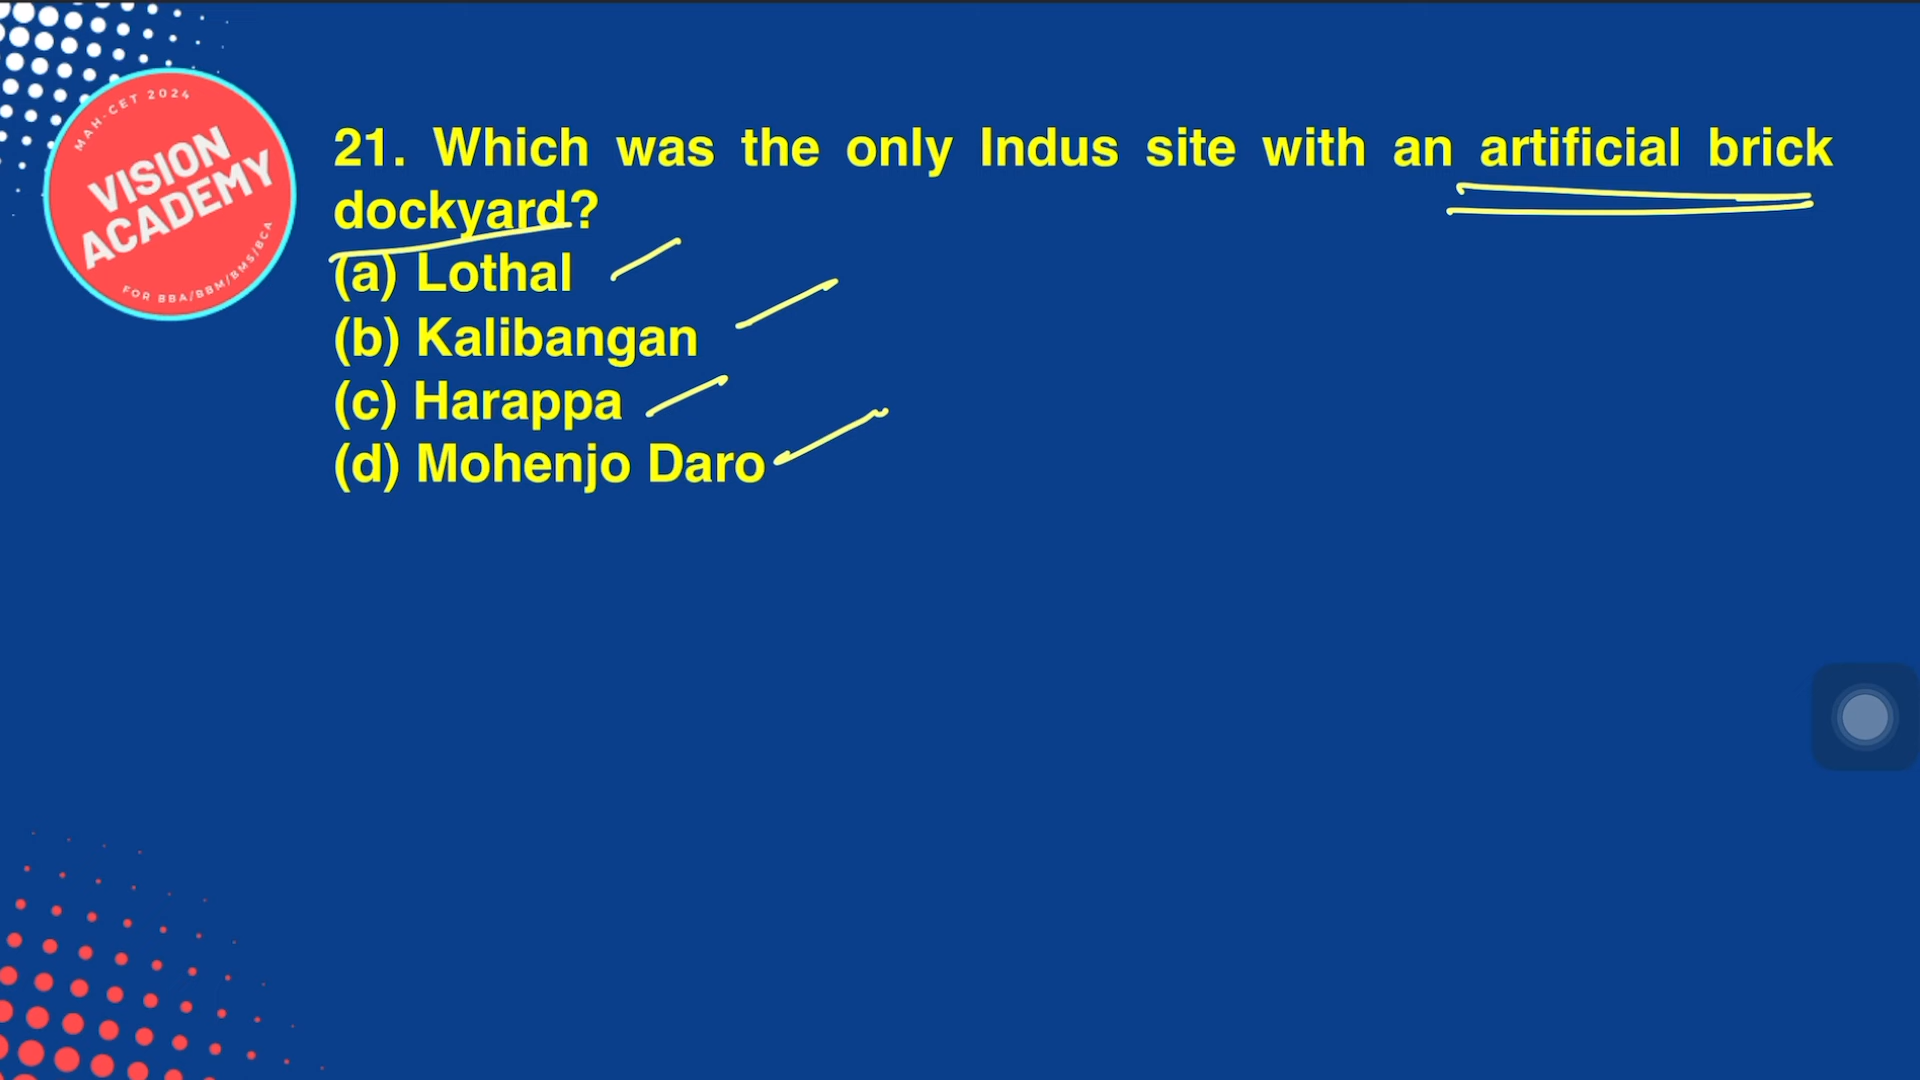 MAH-CET 2024
VISION
ACADEMY
FOR BBA/BBM/BMS/BCA
21. Which was the only Indus site with an artificial brick
dockyard?
(a) Lothal
(b) Kalibangan
(c) Harappa
(d) Mohenjo Daro